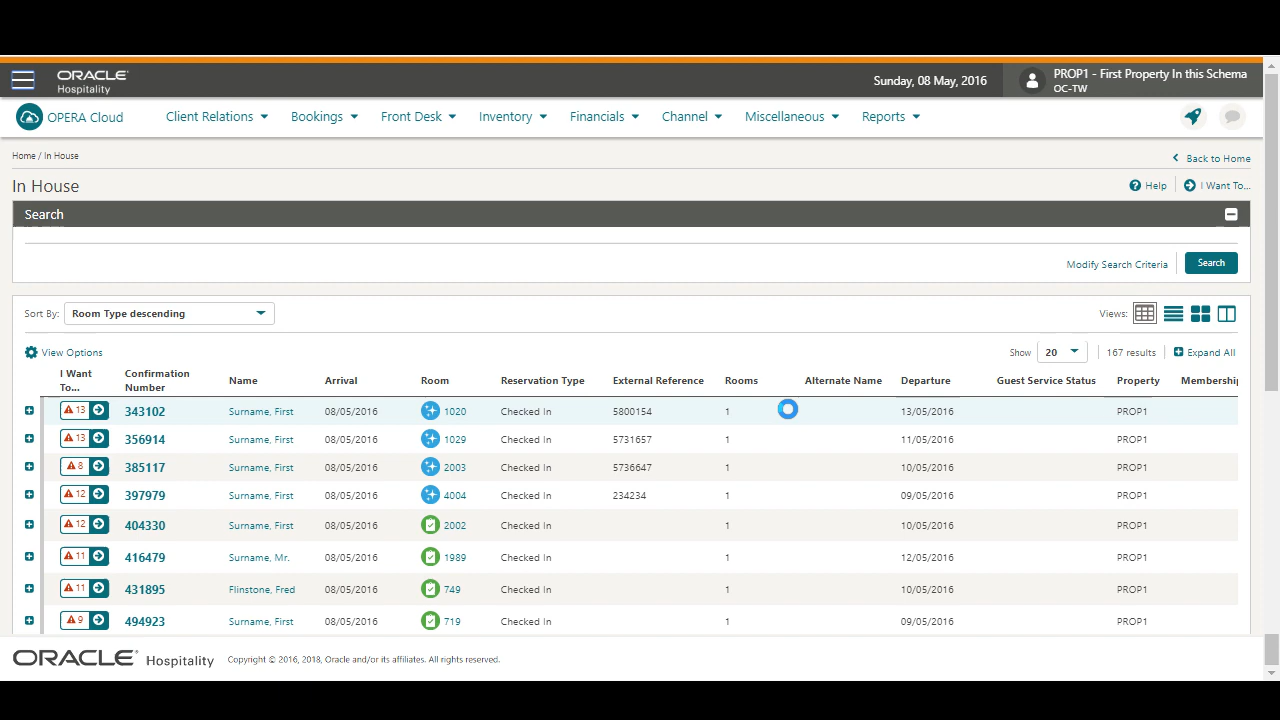 ORACLE
Hospitality
Sunday, 08 May, 2016
PROP1 - First Property In this Schema
OC-TW
OPERA Cloud Client Relations Bookings Front Desk Inventory Financials Channel Miscellaneous Reports
Home / In House
Back to Home
In House
Help I Want To...
Search
Modify Search Criteria Search
Sort By: Room Type descending Views:
View Options Show 20 167 results Expand All
I Want To... Confirmation Number Name Arrival Room Reservation Type External Reference Rooms Alternate Name Departure Guest Service Status Property Membership
13 343102 Surname, First 08/05/2016 1020 Checked In 5800154 1 13/05/2016 PROP1
13 356914 Surname, First 08/05/2016 1029 Checked In 5731657 1 11/05/2016 PROP1
8 385117 Surname, First 08/05/2016 2003 Checked In 5736647 1 10/05/2016 PROP1
12 397979 Surname, First 08/05/2016 4004 Checked In 234234 1 09/05/2016 PROP1
12 404330 Surname, First 08/05/2016 2002 Checked In 1 10/05/2016 PROP1
11 416479 Surname, Mr. 08/05/2016 1989 Checked In 1 12/05/2016 PROP1
11 431895 Flinstone, Fred 08/05/2016 749 Checked In 1 10/05/2016 PROP1
9 494923 Surname, First 08/05/2016 719 Checked In 1 09/05/2016 PROP1
ORACLE Hospitality Copyright © 2016, 2018, Oracle and/or its affiliates. All rights reserved.